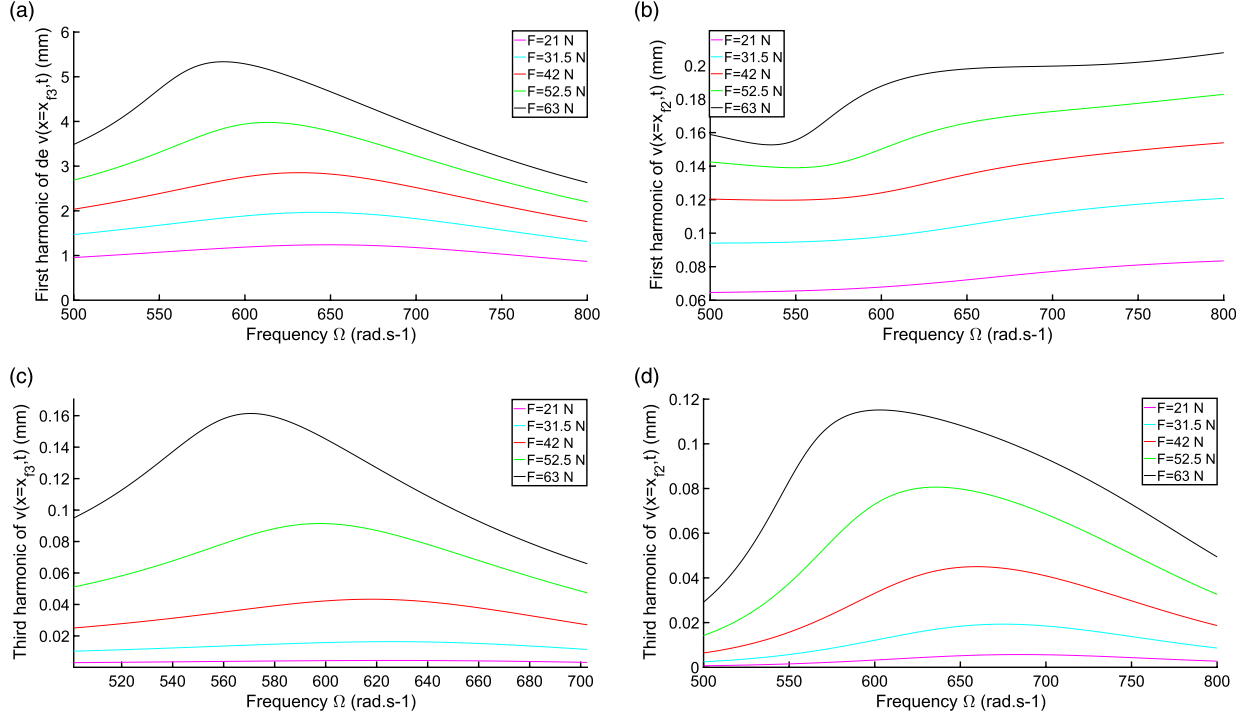 (a)
First harmonic of de v(x=x_f3,t) (mm)
6
5
4
3
2
1
0
500
550
600
650
700
750
800
Frequency Ω (rad.s-1)
F=21 N
F=31.5 N
F=42 N
F=52.5 N
F=63 N
(b)
First harmonic of v(x=x_f2,t) (mm)
0.2
0.18
0.16
0.14
0.12
0.1
0.08
0.06
500
550
600
650
700
750
800
Frequency Ω (rad.s-1)
F=21 N
F=31.5 N
F=42 N
F=52.5 N
F=63 N
(c)
Third harmonic of v(x=x_f3,t) (mm)
0.16
0.14
0.12
0.1
0.08
0.06
0.04
0.02
520
540
560
580
600
620
640
660
680
700
Frequency Ω (rad.s-1)
F=21 N
F=31.5 N
F=42 N
F=52.5 N
F=63 N
(d)
Third harmonic of v(x=x_f2,t) (mm)
0.12
0.1
0.08
0.06
0.04
0.02
0
500
550
600
650
700
750
800
Frequency Ω (rad.s-1)
F=21 N
F=31.5 N
F=42 N
F=52.5 N
F=63 N